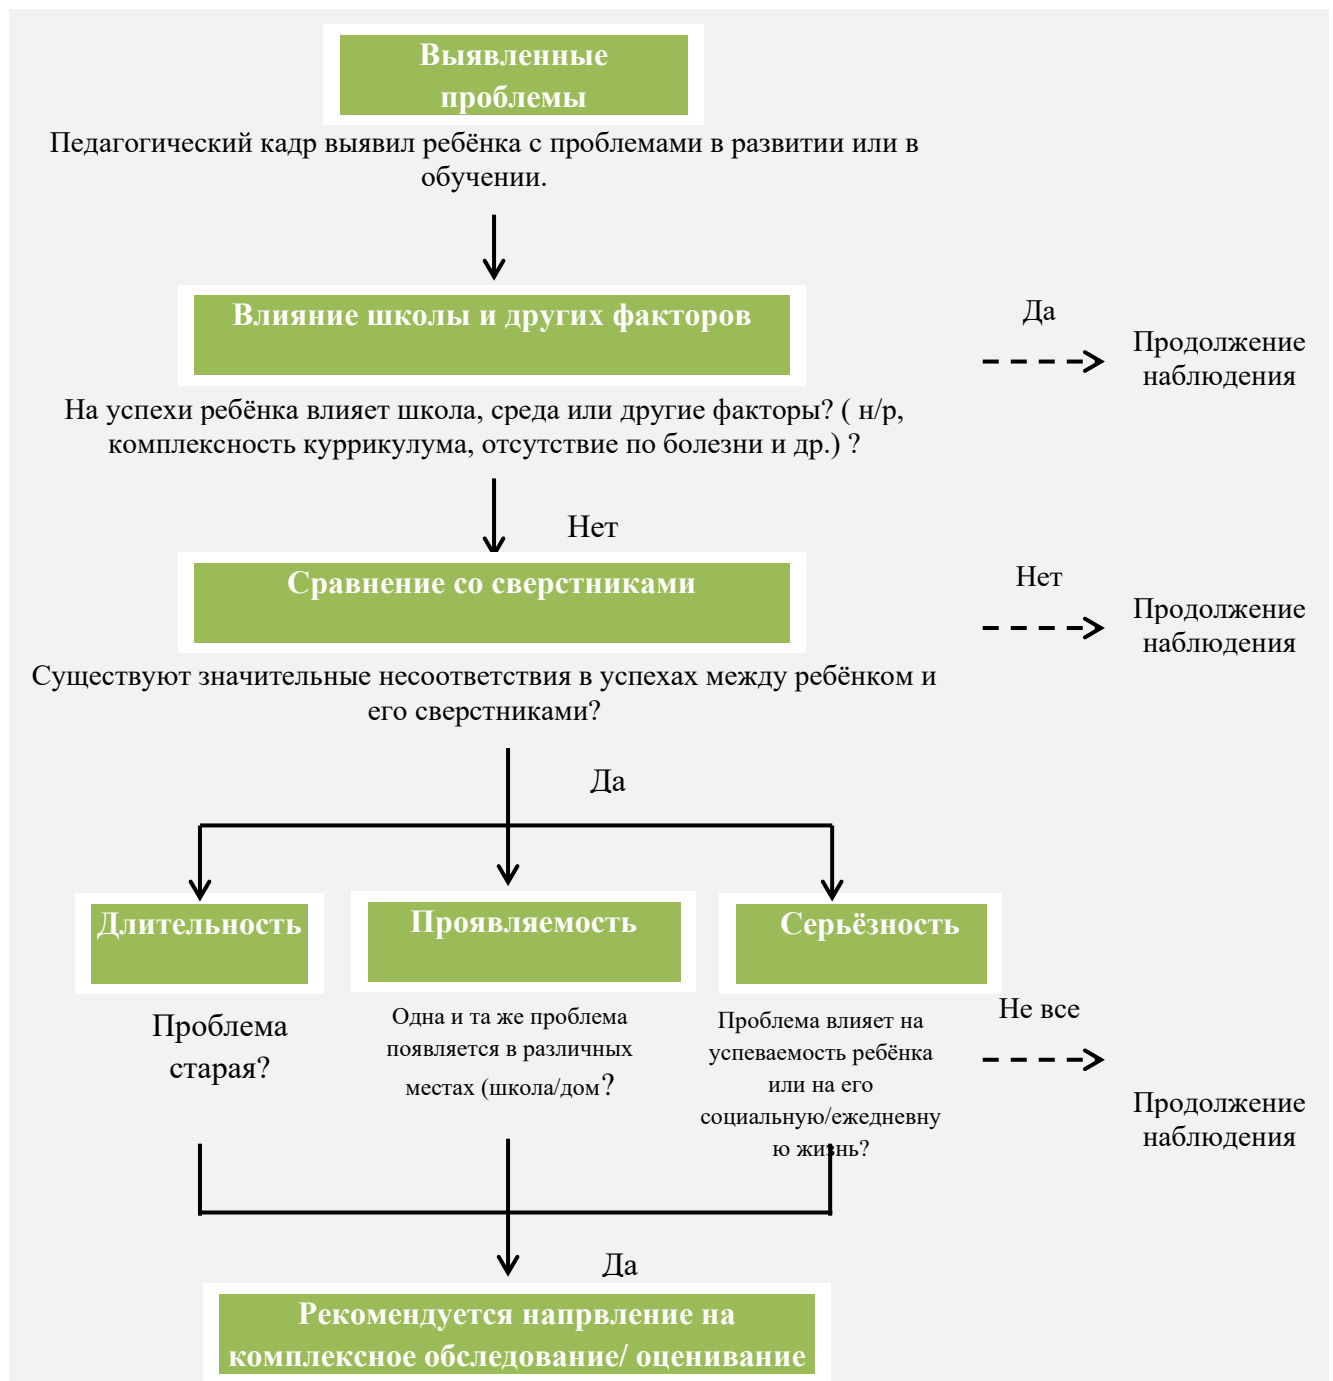 Выявленные
проблемы
Педагогический кадр выявил ребёнка с проблемами в развитии или в
обучении.
Влияние школы и других факторов
Да
Продолжение
наблюдения
На успехи ребёнка влияет школа, среда или другие факторы? ( н/р,
комплексность куррикулума, отсутствие по болезни и др.) ?
Нет
Сравнение со сверстниками
Нет
Продолжение
наблюдения
Существуют значительные несоответствия в успехах между ребёнком и
его сверстниками?
Да
Длительность
Проблема
старая?
Проявляемость
Одна и та же проблема
появляется в различных
местах (школа/дом?
Серьёзность
Проблема влияет на
успеваемость ребёнка
или на его
социальную/ежедневну
ю жизнь?
Не все
Продолжение
наблюдения
Да
Рекомендуется напрвление на
комплексное обследование/ оценивание